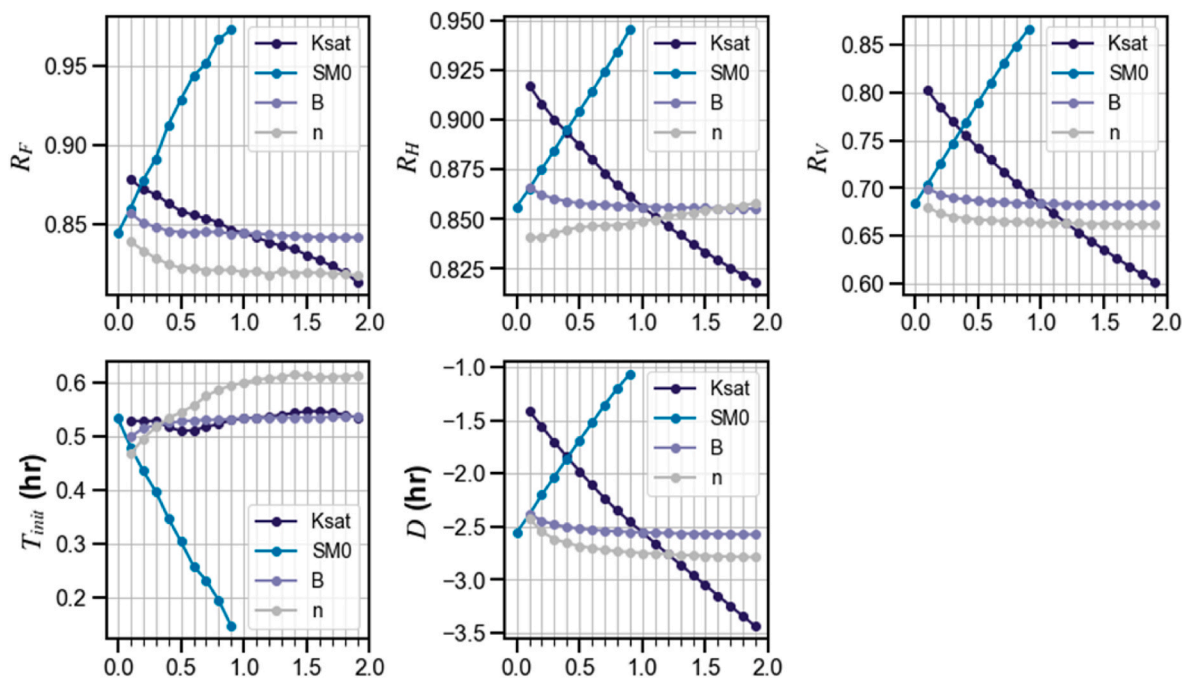 R_F
0.95
0.90
0.85
Ksat
SM0
B
n
0.0 0.5 1.0 1.5 2.0
R_H
0.950
0.925
0.900
0.875
0.850
0.825
Ksat
SM0
B
n
0.0 0.5 1.0 1.5 2.0
R_V
0.85
0.80
0.75
0.70
0.65
0.60
Ksat
SM0
B
n
0.0 0.5 1.0 1.5 2.0
T_init (hr)
0.6
0.5
0.4
0.3
0.2
Ksat
SM0
B
n
0.0 0.5 1.0 1.5 2.0
D (hr)
−1.0
−1.5
−2.0
−2.5
−3.0
−3.5
Ksat
SM0
B
n
0.0 0.5 1.0 1.5 2.0